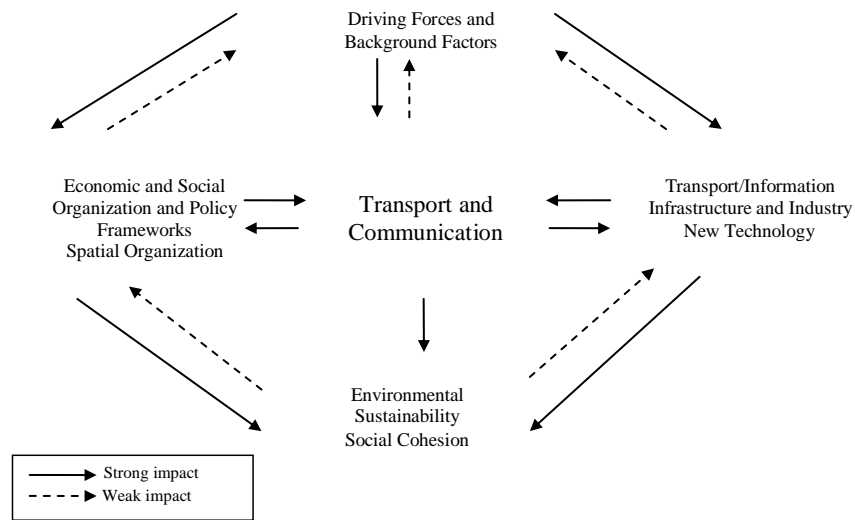 Driving Forces and
Background Factors
Economic and Social
Organization and Policy
Frameworks
Spatial Organization
Transport and
Communication
Transport/Information
Infrastructure and Industry
New Technology
Environmental
Sustainability
Social Cohesion
Strong impact
Weak impact